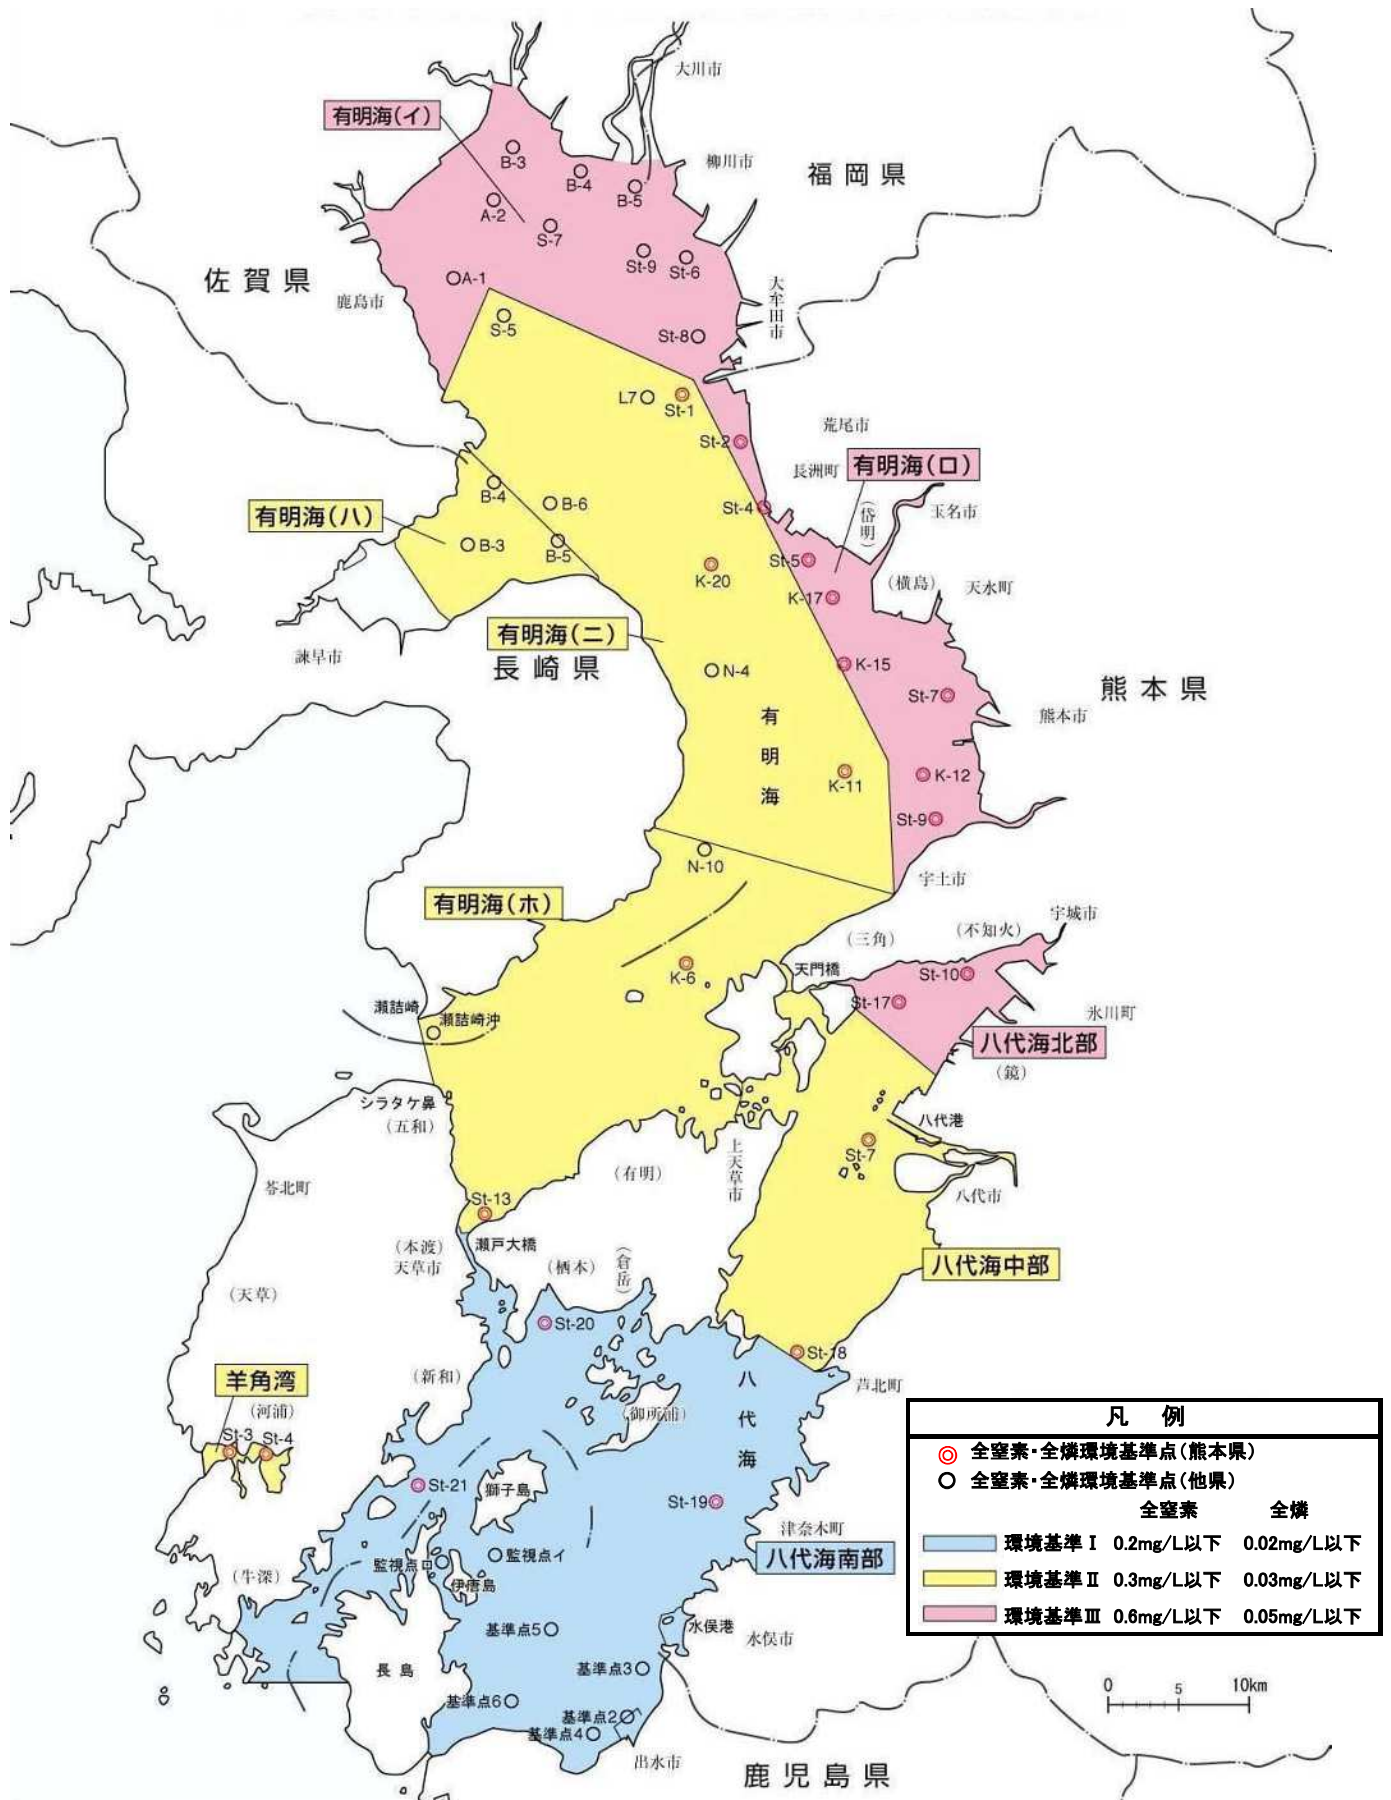 大川市
有明海(イ)
B-3
柳川市
B-4
福岡県
B-5
A-2
S-7
St-9
St-6
佐賀県
A-1
大牟田市
鹿島市
S-5
St-8
L7
St-1
荒尾市
St-2
長洲町
有明海(ロ)
B-4
B-6
St-4
(岱明)
玉名市
有明海(ハ)
B-3
B-5
St-5
K-20
(横島)
天水町
K-17
有明海(ニ)
諫早市
長崎県
N-4
K-15
熊本県
St-7
有明海
熊本市
K-11
K-12
St-9
N-10
宇土市
有明海(ホ)
宇城市
(不知火)
(三角)
K-6
天門橋
St-10
St-17
瀬詰崎
瀬詰崎沖
氷川町
八代海北部
(鏡)
シラタケ鼻
(五和)
八代港
上天草市
St-7
(有明)
苓北町
八代市
St-13
(本渡)
瀬戸大橋
天草市
(倉岳)
(栖本)
八代海中部
(天草)
St-20
St-18
羊角湾
(新和)
八代海
芦北町
(河浦)
(御所浦)
St-3
St-4
St-21
獅子島
St-19
津奈木町
監視点ロ
監視点イ
八代海南部
(牛深)
伊唐島
基準点5
水俣港
水俣市
長島
基準点3
基準点6
基準点2
基準点4
出水市
鹿児島県
凡 例
全窒素・全燐環境基準点(熊本県)
全窒素・全燐環境基準点(他県)
全窒素 全燐
環境基準Ⅰ 0.2mg/L以下 0.02mg/L以下
環境基準Ⅱ 0.3mg/L以下 0.03mg/L以下
環境基準Ⅲ 0.6mg/L以下 0.05mg/L以下
0 5 10km